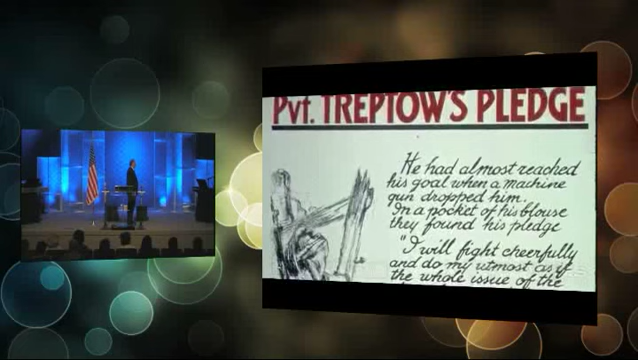 Pvt. TREPTOW'S PLEDGE
He had almost reached
his goal when a machine
gun dropped him.
In a pocket of his blouse
they found his pledge
"I will fight cheerfully
and do my utmost as if
the whole issue of the